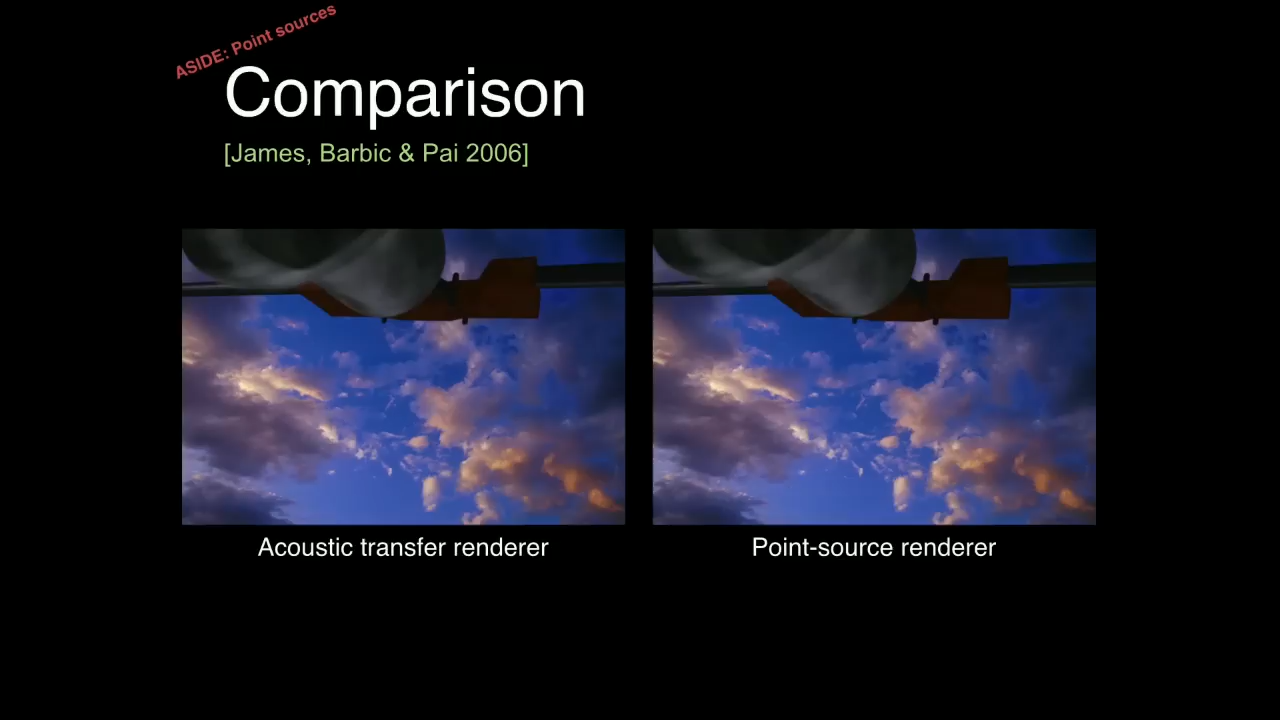 ASIDE: Point sources
Comparison
[James, Barbic & Pai 2006]
Acoustic transfer renderer
Point-source renderer